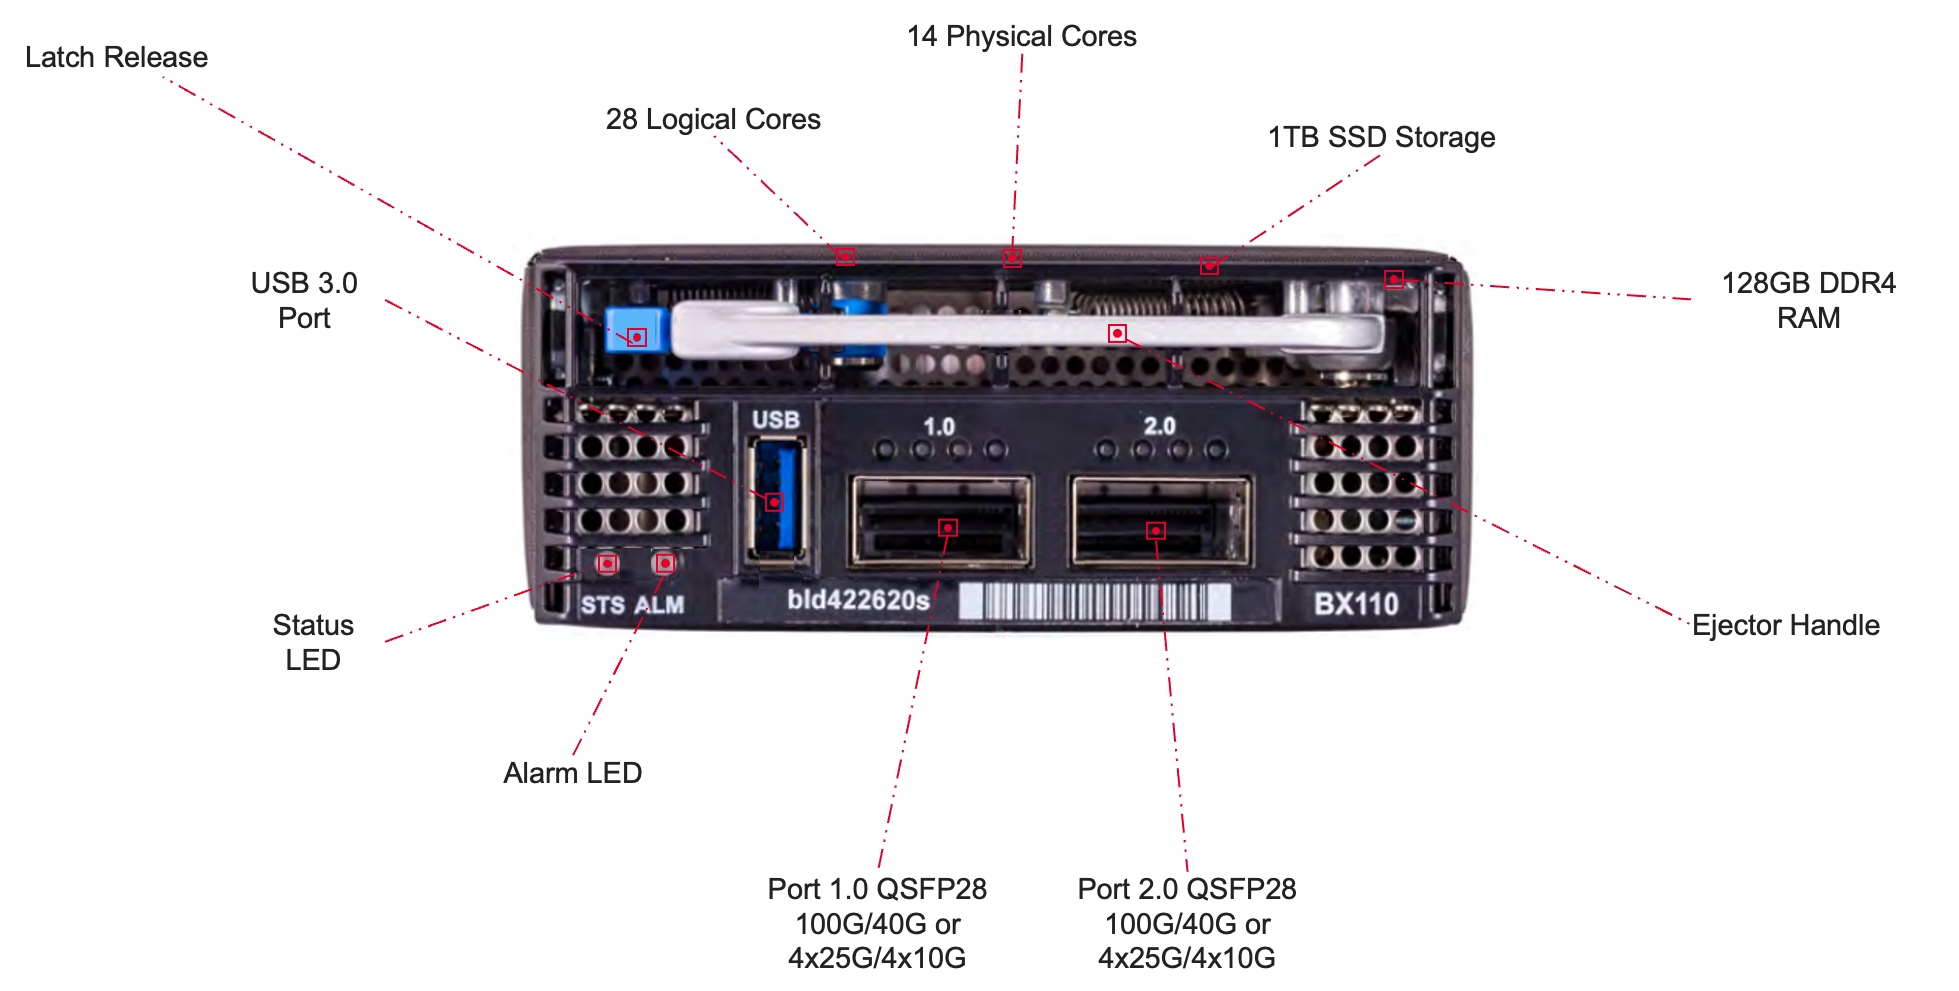 14 Physical Cores
Latch Release
28 Logical Cores
1TB SSD Storage
USB 3.0
Port
128GB DDR4
RAM
USB
1.0
2.0
STS ALM
bld422620s
BX110
Status
LED
Ejector Handle
Alarm LED
Port 1.0 QSFP28
100G/40G or
4x25G/4x10G
Port 2.0 QSFP28
100G/40G or
4x25G/4x10G